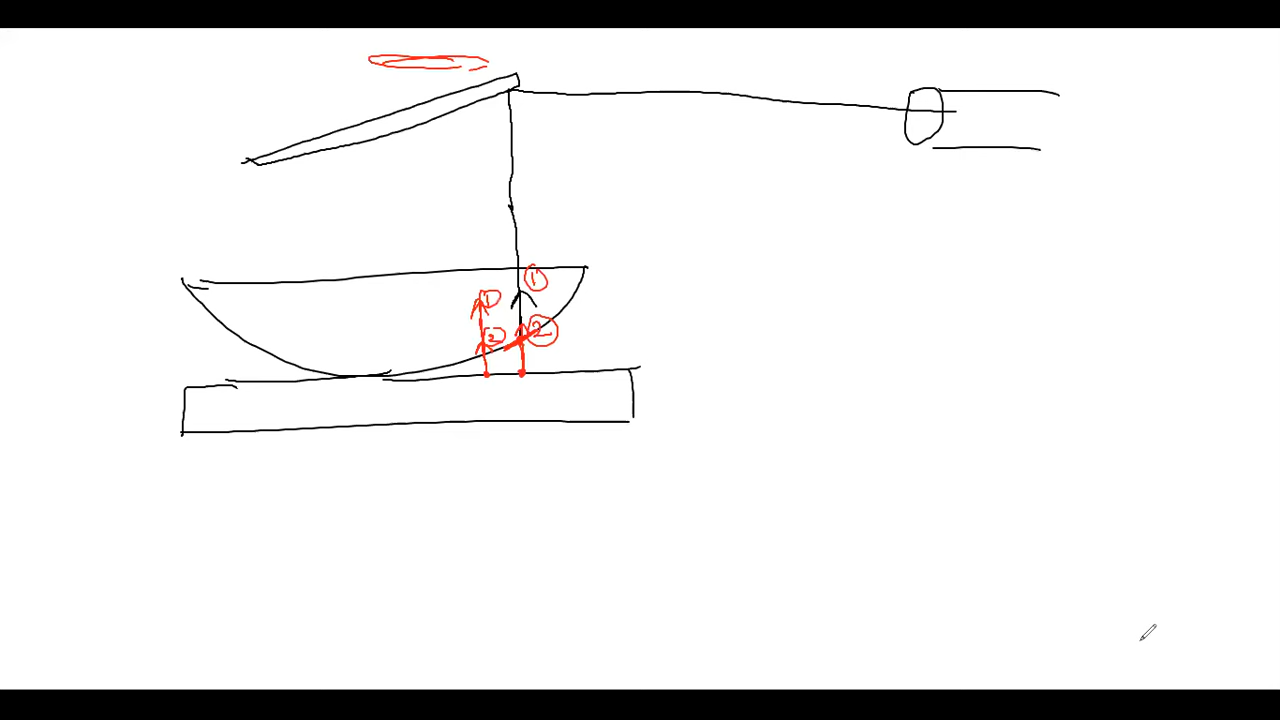 ①
①
②
②